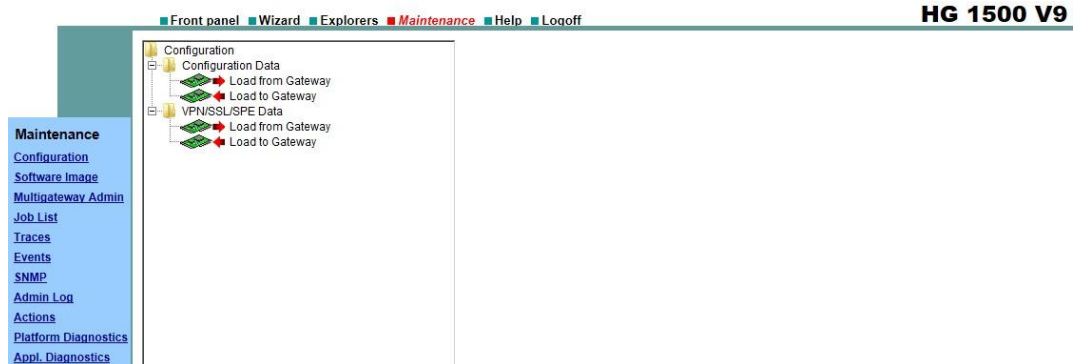 Front panel Wizard Explorers Maintenance Help Logoff
HG 1500 V9
Configuration
Configuration Data
Load from Gateway
Load to Gateway
VPN/SSL/SPE Data
Load from Gateway
Load to Gateway
Maintenance
Configuration
Software Image
Multigateway Admin
Job List
Traces
Events
SNMP
Admin Log
Actions
Platform Diagnostics
Appl. Diagnostics